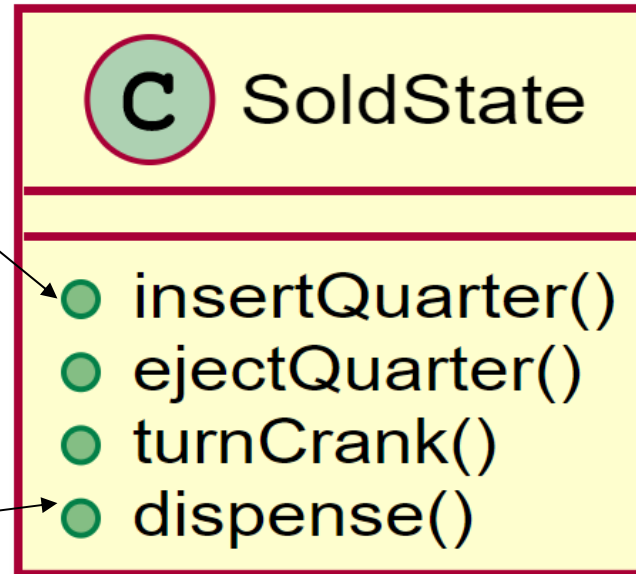 C SoldState
insertQuarter()
ejectQuarter()
turnCrank()
dispense()